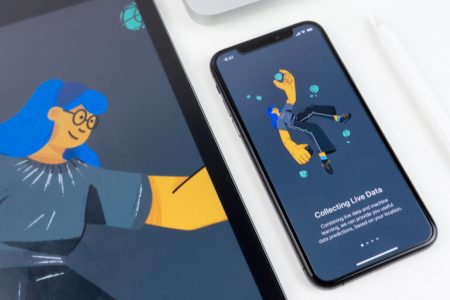 9:41
Collecting Live Data
Combining live data and machine
learning, we can provide you useful
data predictions, based on your location.